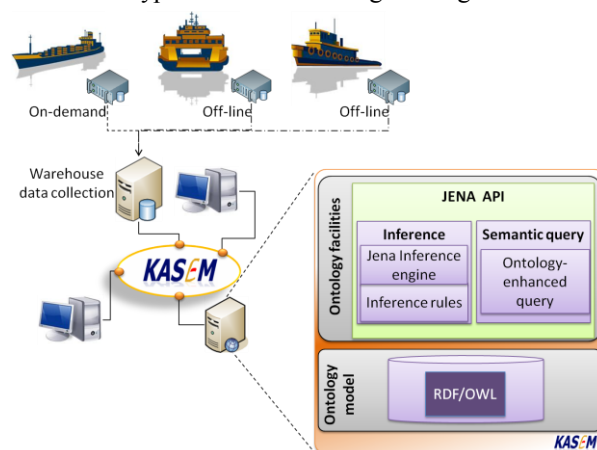 On-demand
Off-line
Off-line
Warehouse
data collection
KASEM
Ontology facilities
JENA API
Inference
Jena Inference
engine
Inference rules
Semantic query
Ontology-
enhanced
query
Ontology
model
RDF/OWL
KASEM